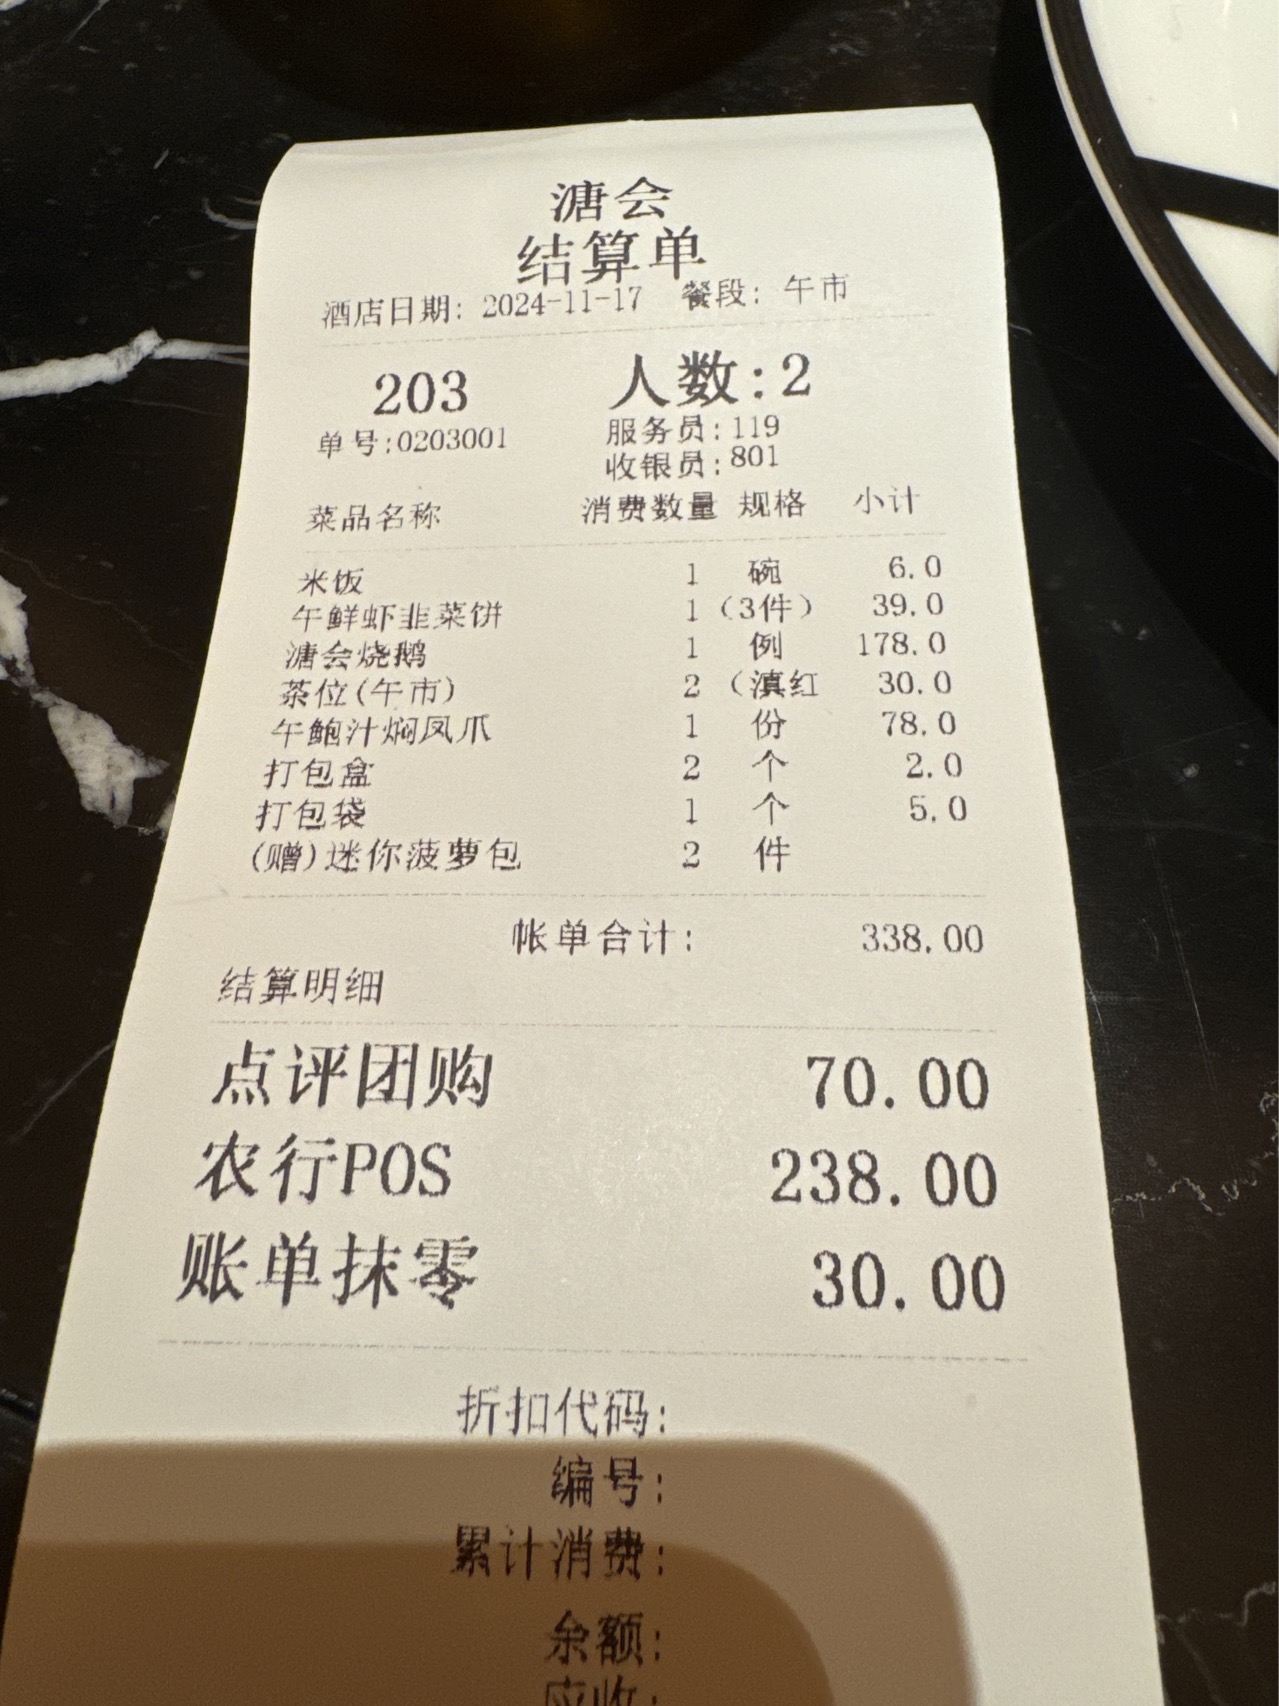 溏会
结算单
酒店日期: 2024-11-17 餐段: 午市
203 人数:2
单号:0203001 服务员:119
收银员:801
菜品名称 消费数量 规格 小计
米饭 1 碗 6.0
午鲜虾韭菜饼 1 (3件) 39.0
溏会烧鹅 1 例 178.0
茶位(午市) 2 (滇红 30.0
午鲍汁焖凤爪 1 份 78.0
打包盒 2 个 2.0
打包袋 1 个 5.0
(赠)迷你菠萝包 2 件
帐单合计: 338.00
结算明细
点评团购 70.00
农行POS 238.00
账单抹零 30.00
折扣代码:
编号:
累计消费:
余额:
应收: